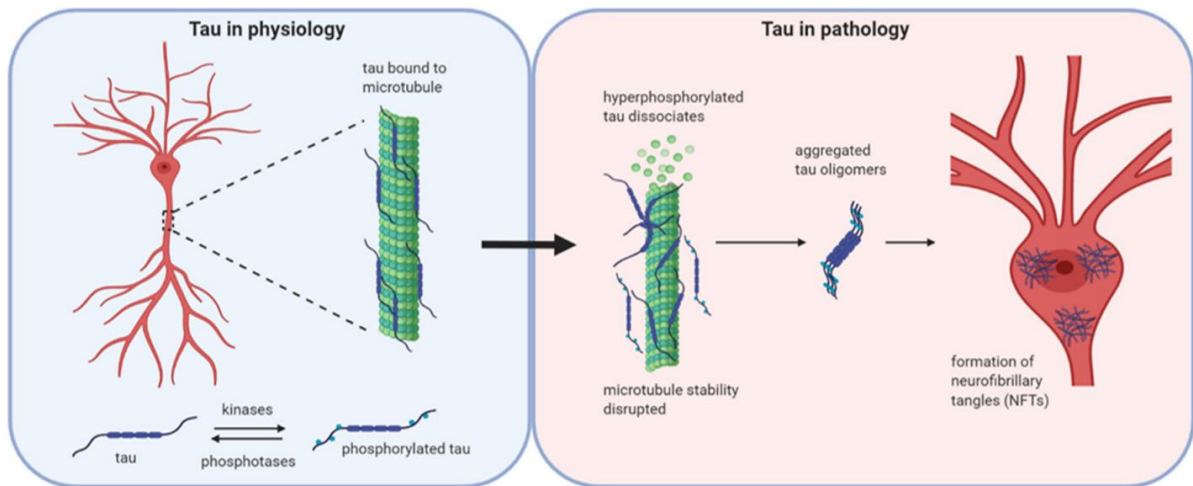 Tau in physiology
tau bound to
microtubule
kinases
phosphotases
tau
phosphorylated tau
Tau in pathology
hyperphosphorylated
tau dissociates
microtubule stability
disrupted
aggregated
tau oligomers
formation of
neurofibrillary
tangles (NFTs)